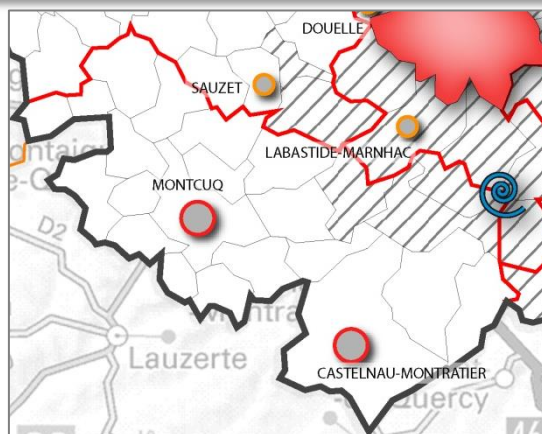 DOUELLE
SAUZET
LABASTIDE-MARNHAC
MONTCUQ
D2
Lauzerte
CASTELNAU-MONTRATIER
Quercy